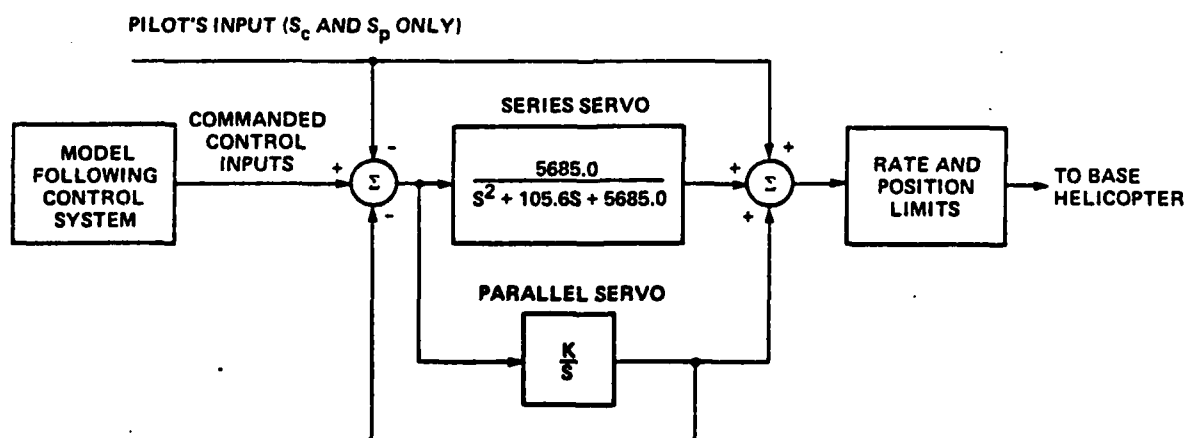 PILOT'S INPUT (Sc AND Sp ONLY)
SERIES SERVO
COMMANDED
CONTROL
INPUTS
MODEL
FOLLOWING
CONTROL
SYSTEM
-
+
Σ
-
5685.0
S² + 105.6S + 5685.0
+
+
Σ
+
RATE AND
POSITION
LIMITS
TO BASE
HELICOPTER
PARALLEL SERVO
K
S